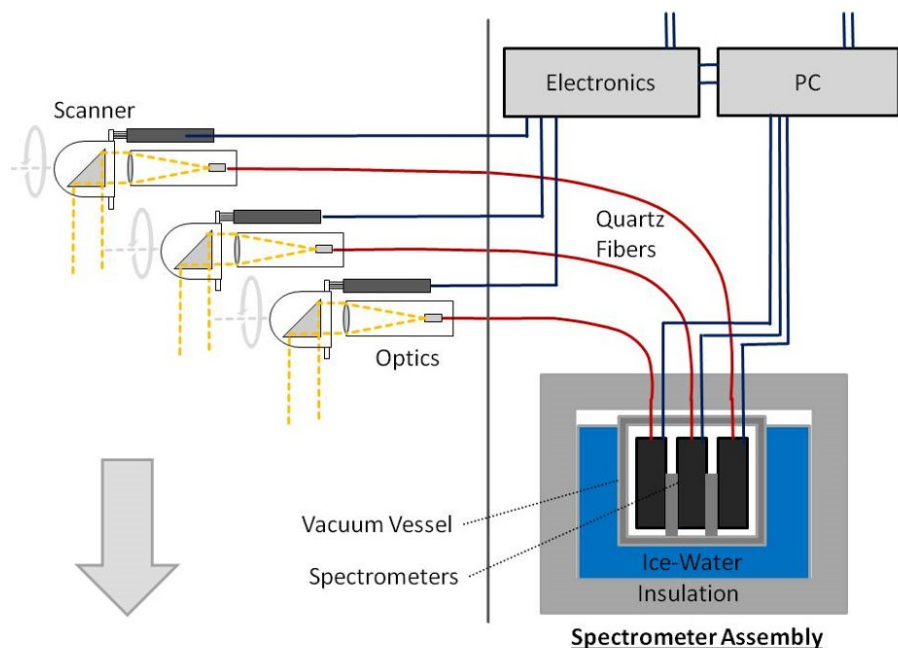 Electronics
PC
Scanner
Quartz
Fibers
Optics
Vacuum Vessel
Spectrometers
Ice-Water
Insulation
Spectrometer Assembly